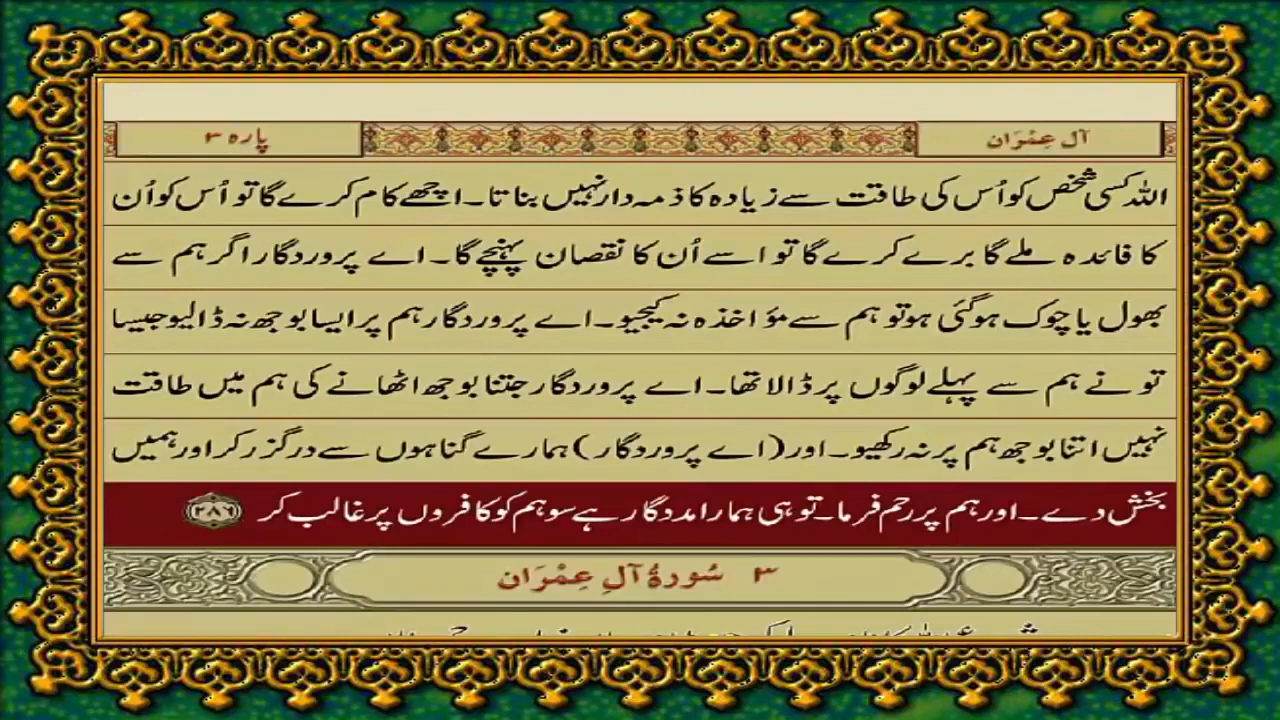 آل عِمْرَان
پارہ ۳
اللہ کسی شخص کو اُس کی طاقت سے زیادہ کا ذمہ دار نہیں بناتا۔ اچھے کام کرے گا تو اُس کو اُن
کا فائدہ ملے گا برے کرے گا تو اسے اُن کا نقصان پہنچے گا۔ اے پروردگار اگر ہم سے
بھول یا چوک ہوگئی ہو تو ہم سے مؤاخذہ نہ کیجیو۔ اے پروردگار ہم پر ایسا بوجھ نہ ڈالیو جیسا
تو نے ہم سے پہلے لوگوں پر ڈالا تھا۔ اے پروردگار جتنا بوجھ اٹھانے کی ہم میں طاقت
نہیں اتنا بوجھ ہم پر نہ رکھیو۔ اور (اے پروردگار) ہمارے گناہوں سے درگزر کر اور ہمیں
بخش دے۔ اور ہم پر رحم فرما۔ تو ہی ہمارا مددگار ہے سو ہم کو کافروں پر غالب کر ﴿۲۸۶﴾
۳ سُورۃُ آلِ عِمْرَان